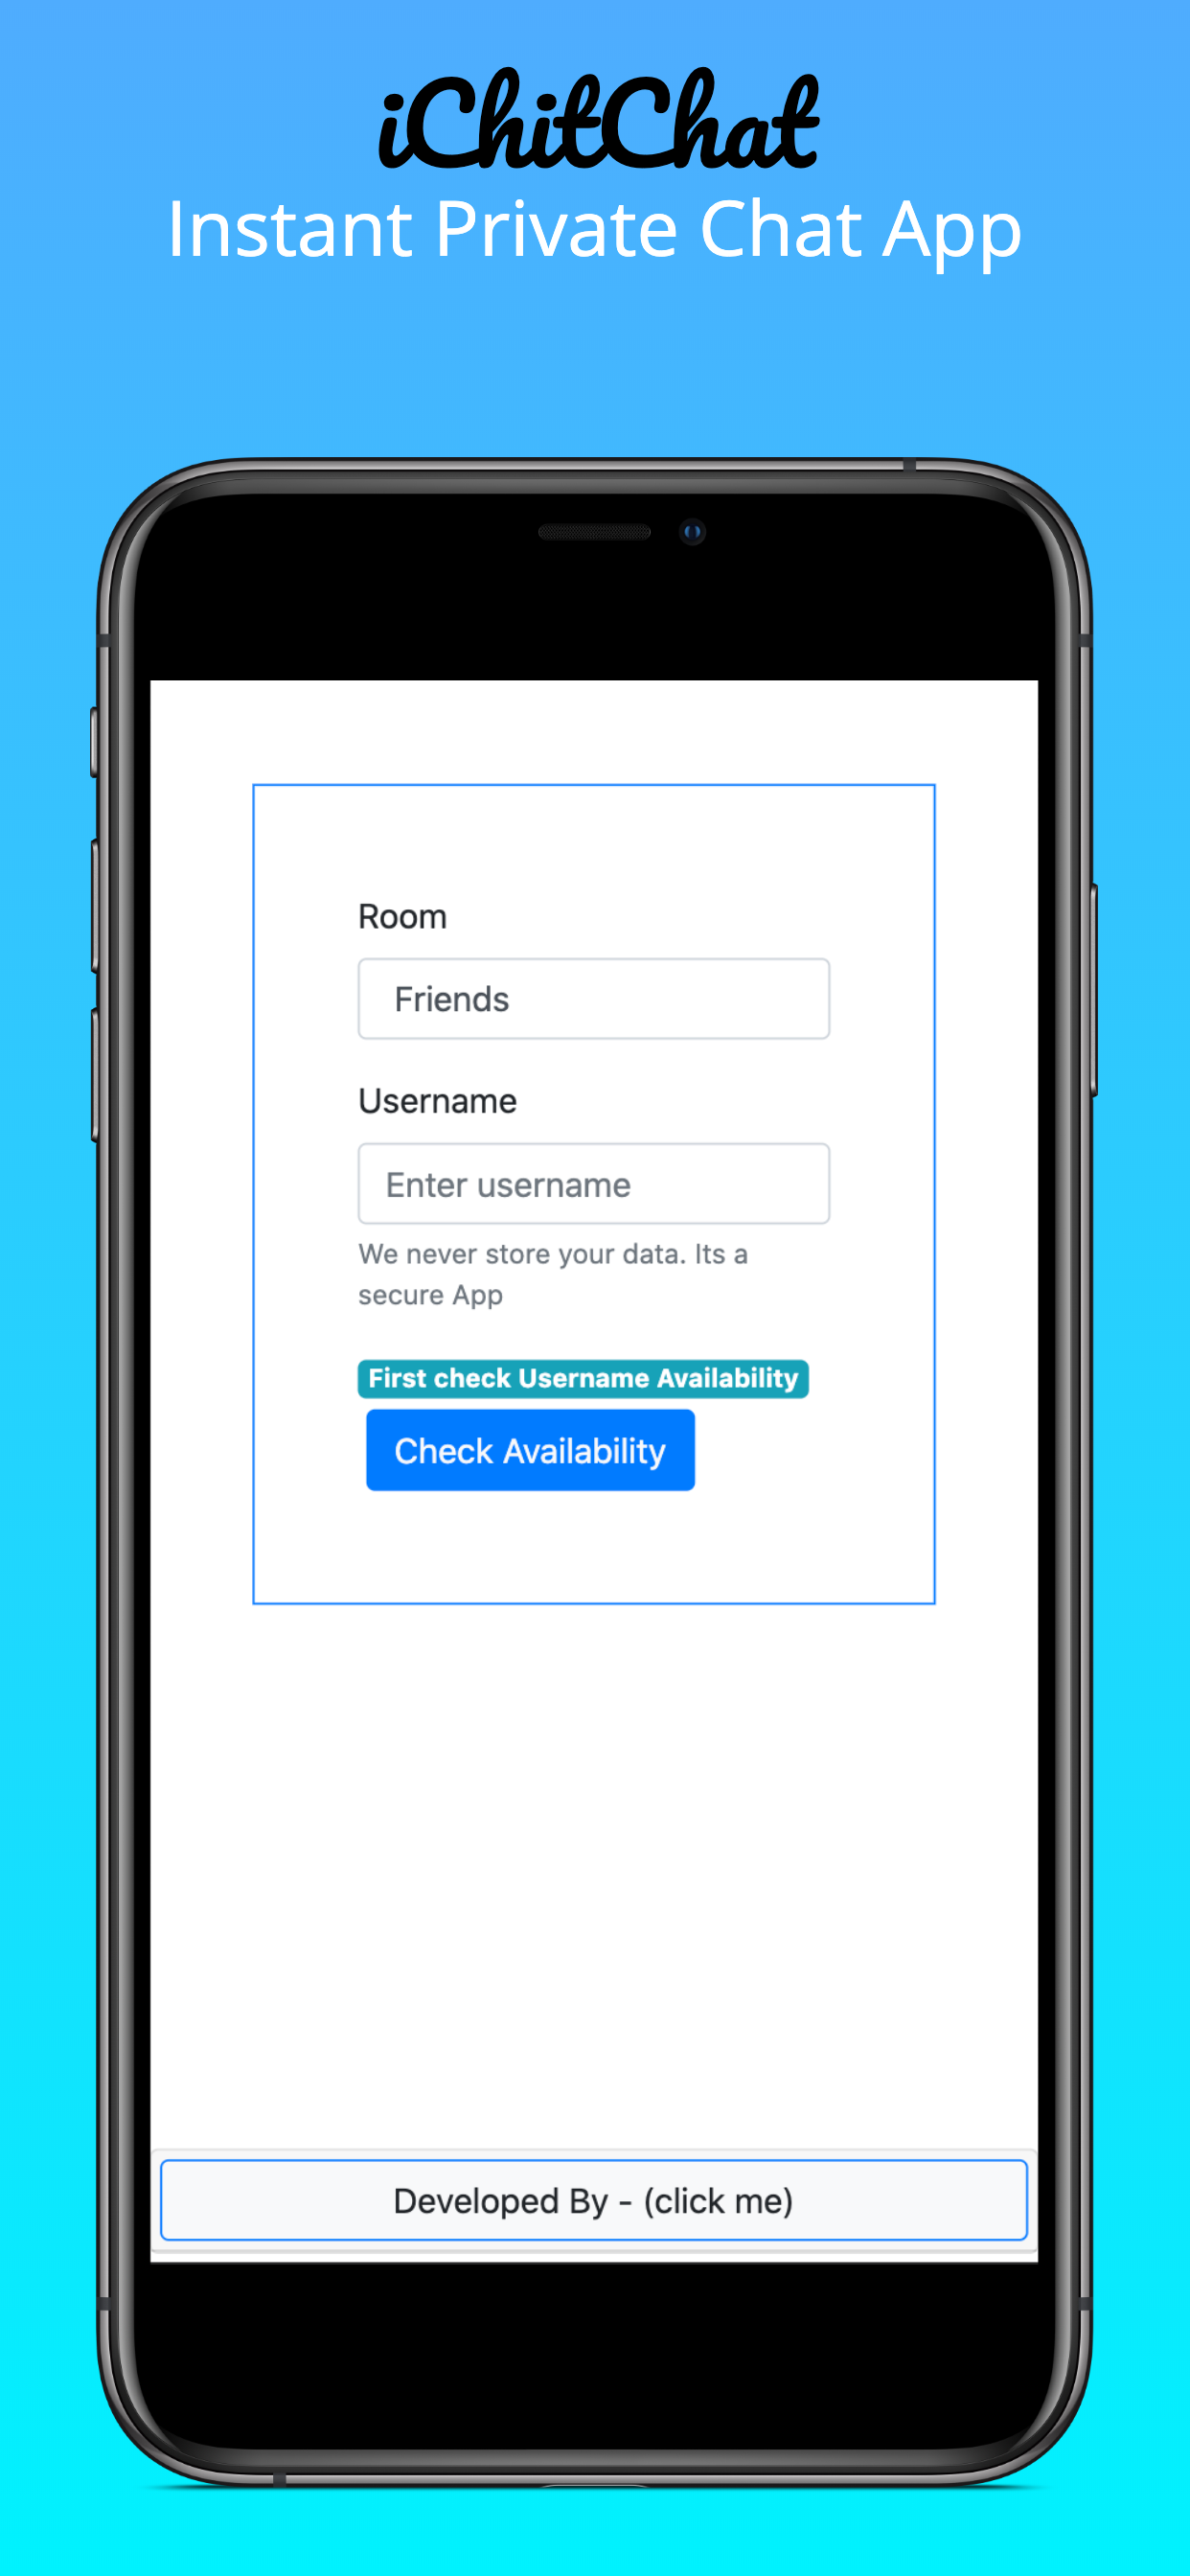 iChitChat
Instant Private Chat App
Room
Friends
Username
Enter username
We never store your data. Its a
secure App
First check Username Availability
Check Availability
Developed By - (click me)